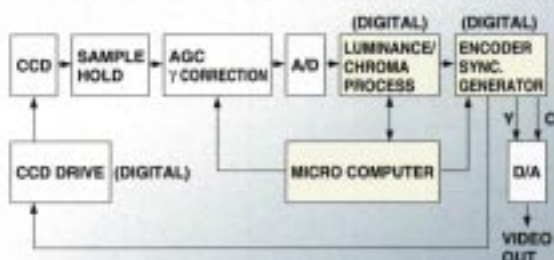 (DIGITAL)
(DIGITAL)
CCD
SAMPLE
HOLD
AGC
γ CORRECTION
A/D
LUMINANCE/
CHROMA
PROCESS
ENCODER
SYNC.
GENERATOR
Y
C
CCD DRIVE
(DIGITAL)
MICRO COMPUTER
D/A
VIDEO
OUT